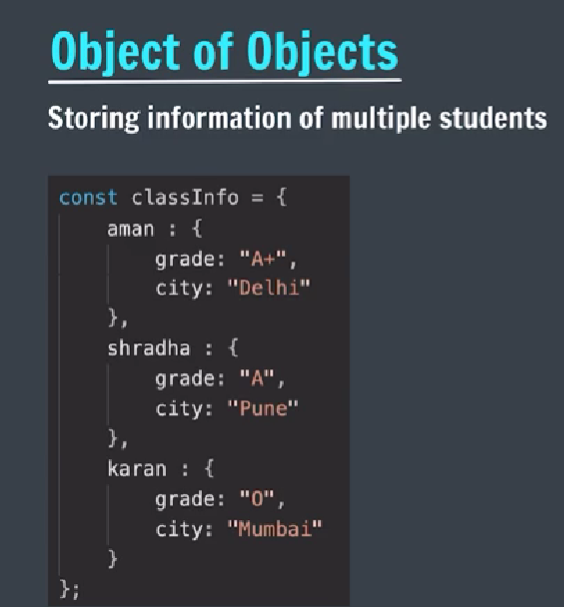 Object of Objects
Storing information of multiple students
const classInfo = {
    aman : {
        grade: "A+",
        city: "Delhi"
    },
    shradha : {
        grade: "A",
        city: "Pune"
    },
    karan : {
        grade: "O",
        city: "Mumbai"
    }
};